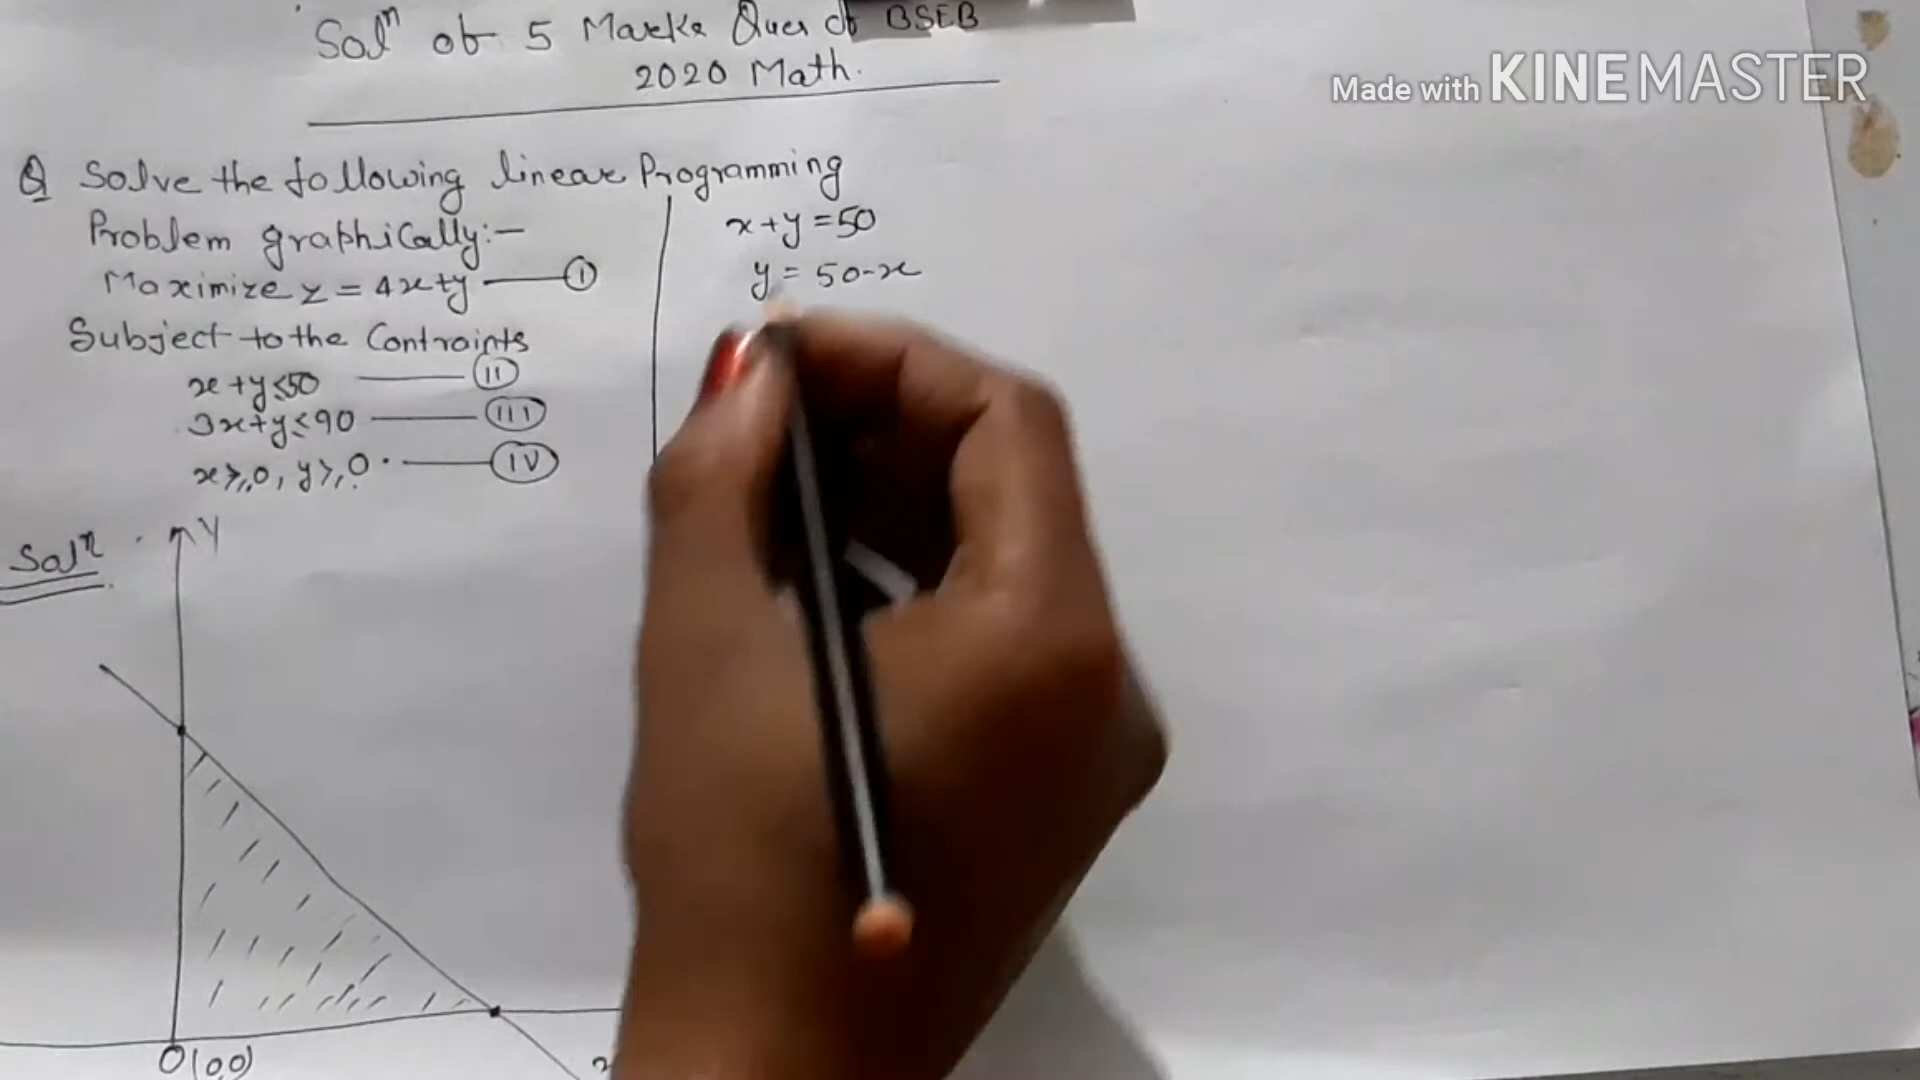 Solⁿ of 5 Marks Ques of BSEB
2020 Math.
Made with KINEMASTER
Q Solve the following linear Programming
Problem graphically:-
Maximize z = 4x+y —— I
Subject to the Contraints
x+y≤50 —— II
3x+y≤90 —— III
x≥0, y≥0 · —— IV
x+y=50
y = 50-x
Solⁿ
Y
O(0,0)